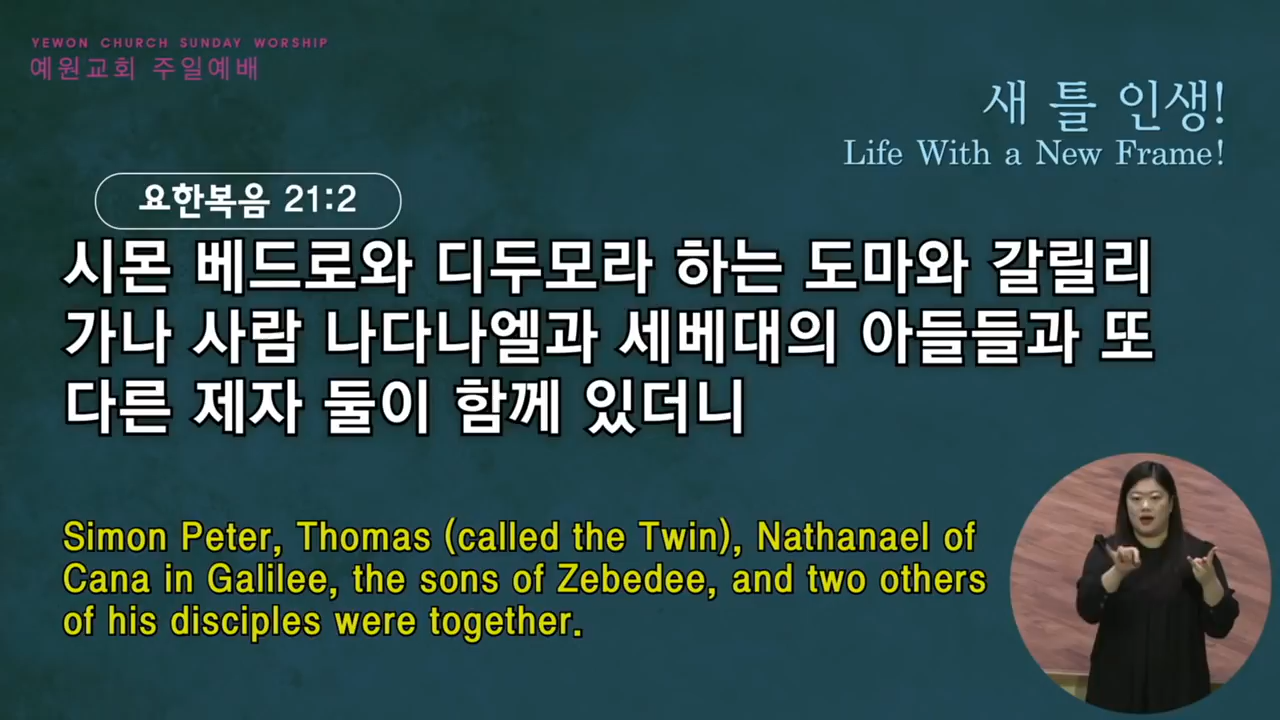 YEWON CHURCH SUNDAY WORSHIP
예원교회 주일예배
새 틀 인생!
Life With a New Frame!
요한복음 21:2
시몬 베드로와 디두모라 하는 도마와 갈릴리
가나 사람 나다나엘과 세베대의 아들들과 또
다른 제자 둘이 함께 있더니
Simon Peter, Thomas (called the Twin), Nathanael of
Cana in Galilee, the sons of Zebedee, and two others
of his disciples were together.